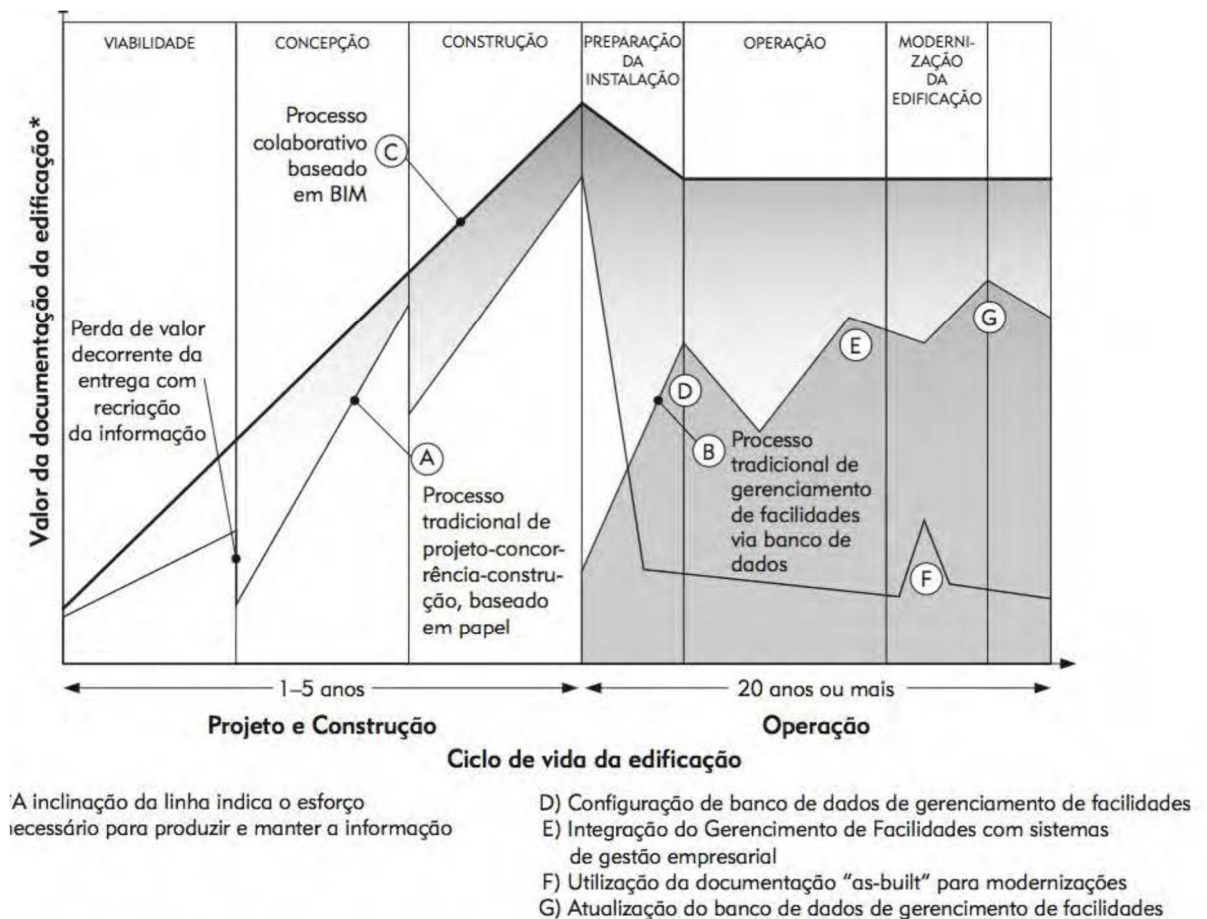 VIABILIDADE
CONCEPÇÃO
CONSTRUÇÃO
PREPARAÇÃO
DA
INSTALAÇÃO
OPERAÇÃO
MODERNI-
ZAÇÃO
DA
EDIFICAÇÃO
Valor da documentação da edificação*
Processo
colaborativo
baseado
em BIM
C
Perda de valor
decorrente da
entrega com
recriação
da informação
A
Processo
tradicional de
projeto-concor-
rência-constru-
ção, baseado
em papel
D
B
Processo
tradicional de
gerenciamento
de facilidades
via banco de
dados
E
G
F
1–5 anos
20 anos ou mais
Projeto e Construção
Operação
Ciclo de vida da edificação
A inclinação da linha indica o esforço
necessário para produzir e manter a informação
D) Configuração de banco de dados de gerenciamento de facilidades
E) Integração do Gerencimento de Facilidades com sistemas
de gestão empresarial
F) Utilização da documentação “as-built” para modernizações
G) Atualização do banco de dados de gerenciamento de facilidades